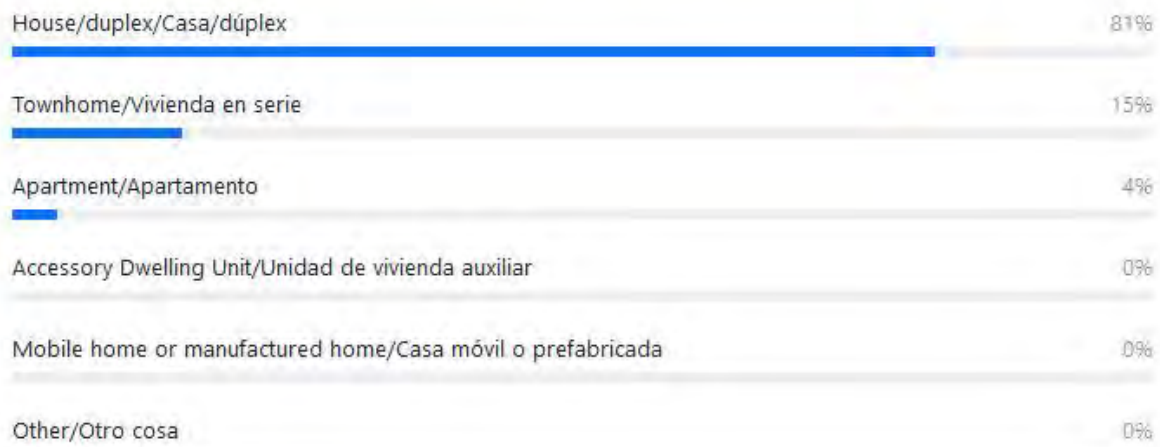 House/duplex/Casa/dúplex 81%
Townhome/Vivienda en serie 15%
Apartment/Apartamento 4%
Accessory Dwelling Unit/Unidad de vivienda auxiliar 0%
Mobile home or manufactured home/Casa móvil o prefabricada 0%
Other/Otro cosa 0%